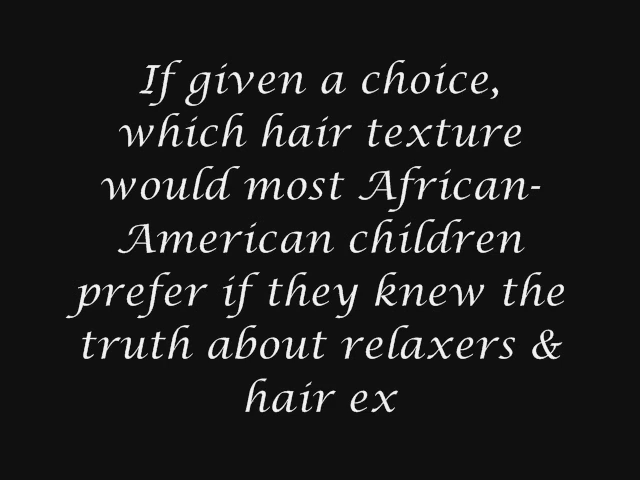 If given a choice,
which hair texture
would most African-
American children
prefer if they knew the
truth about relaxers &
hair ex